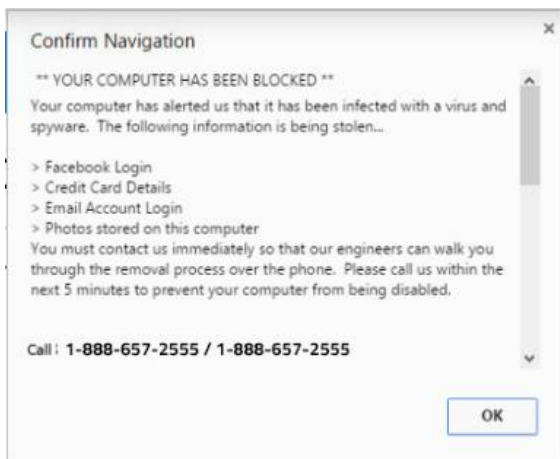 Confirm Navigation
** YOUR COMPUTER HAS BEEN BLOCKED **
Your computer has alerted us that it has been infected with a virus and
spyware. The following information is being stolen...
> Facebook Login
> Credit Card Details
> Email Account Login
> Photos stored on this computer
You must contact us immediately so that our engineers can walk you
through the removal process over the phone. Please call us within the
next 5 minutes to prevent your computer from being disabled.
Call: 1-888-657-2555 / 1-888-657-2555
OK